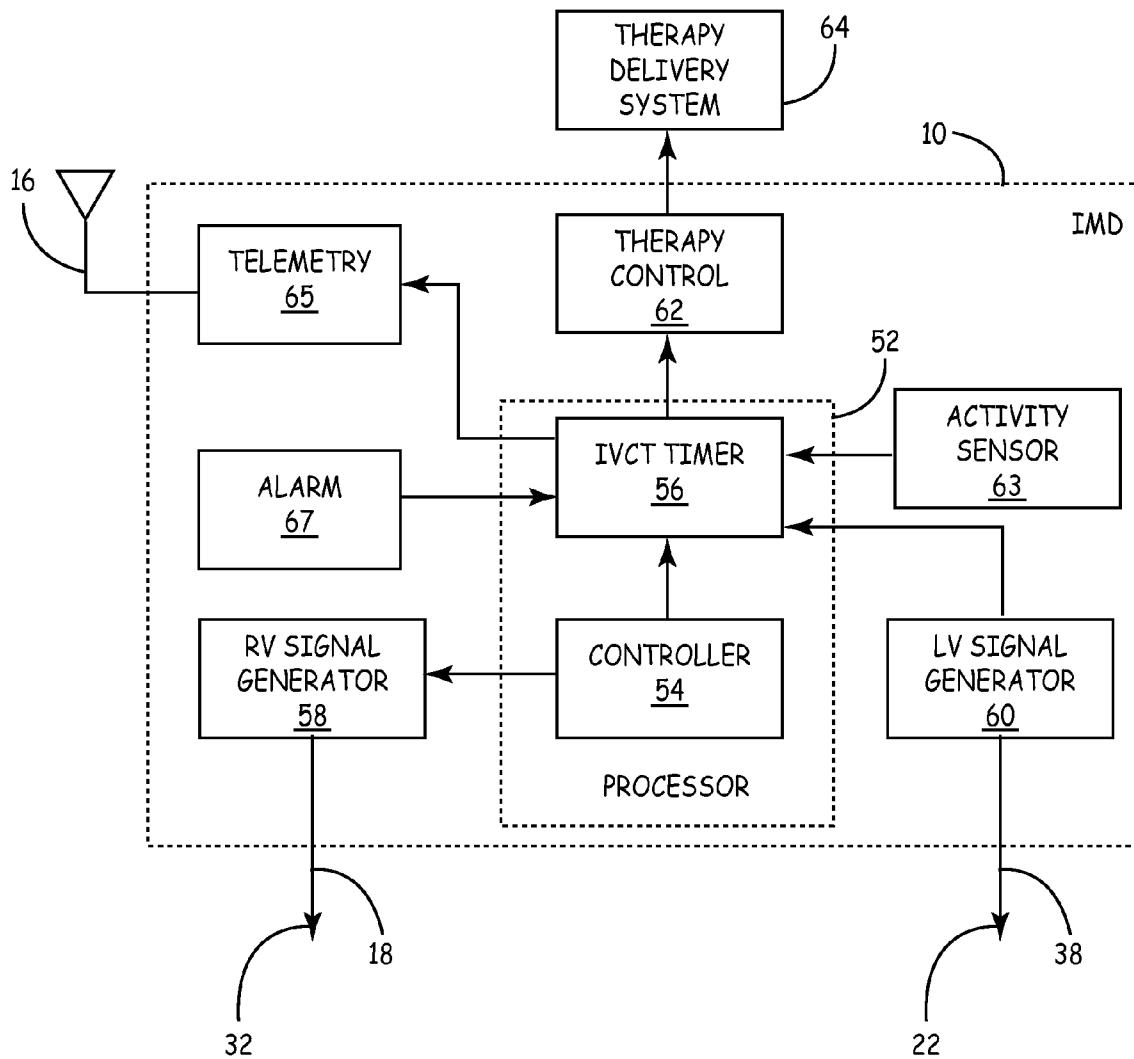 THERAPY
DELIVERY
SYSTEM
64
10
16
IMD
TELEMETRY
65
THERAPY
CONTROL
62
52
ALARM
67
IVCT TIMER
56
ACTIVITY
SENSOR
63
RV SIGNAL
GENERATOR
58
CONTROLLER
54
LV SIGNAL
GENERATOR
60
PROCESSOR
18
38
32
22